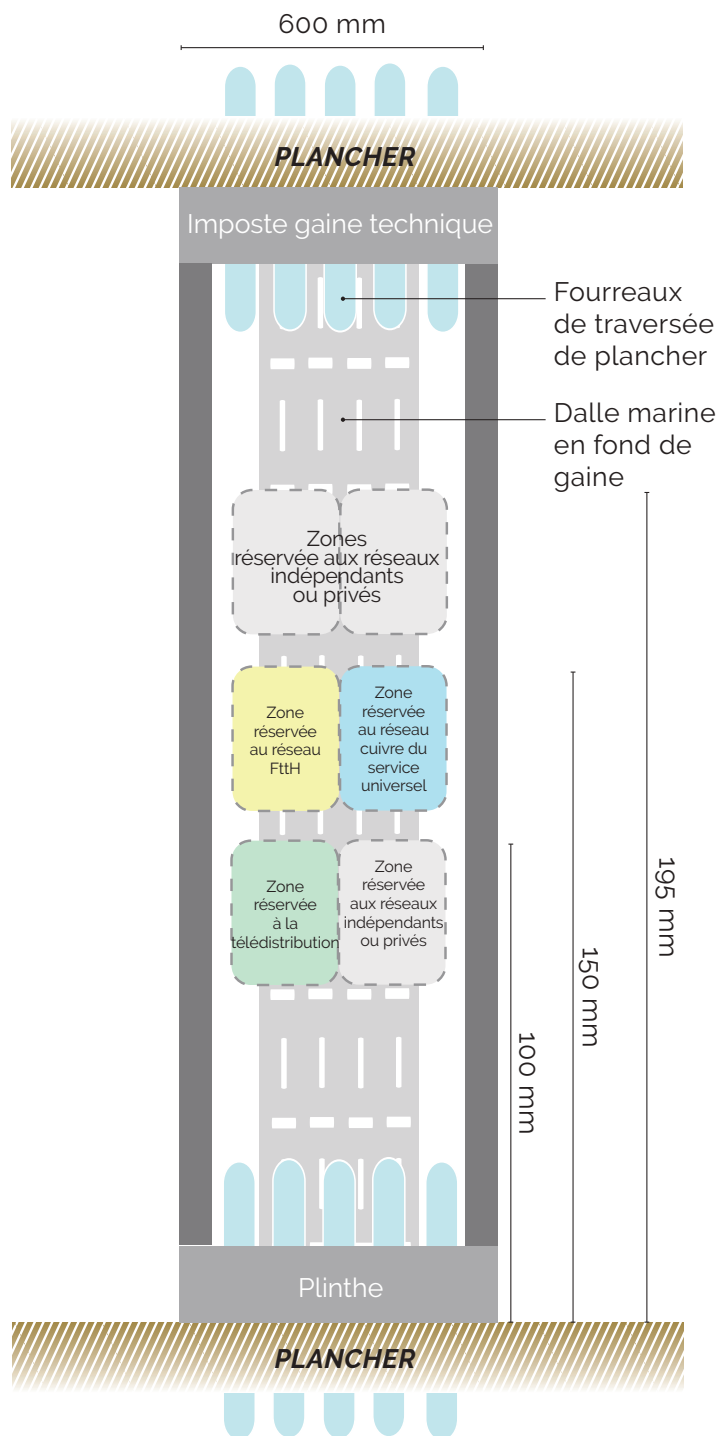 600 mm
PLANCHER
Imposte gaine technique
Fourreaux
de traversée
de plancher
Dalle marine
en fond de
gaine
Zones
réservée aux réseaux
indépendants
ou privés
Zone
réservée
au réseau
FttH
Zone
réservée
au réseau
cuivre du
service
universel
Zone
réservée
à la
télédistribution
Zone
réservée
aux réseaux
indépendants
ou privés
195 mm
150 mm
100 mm
Plinthe
PLANCHER